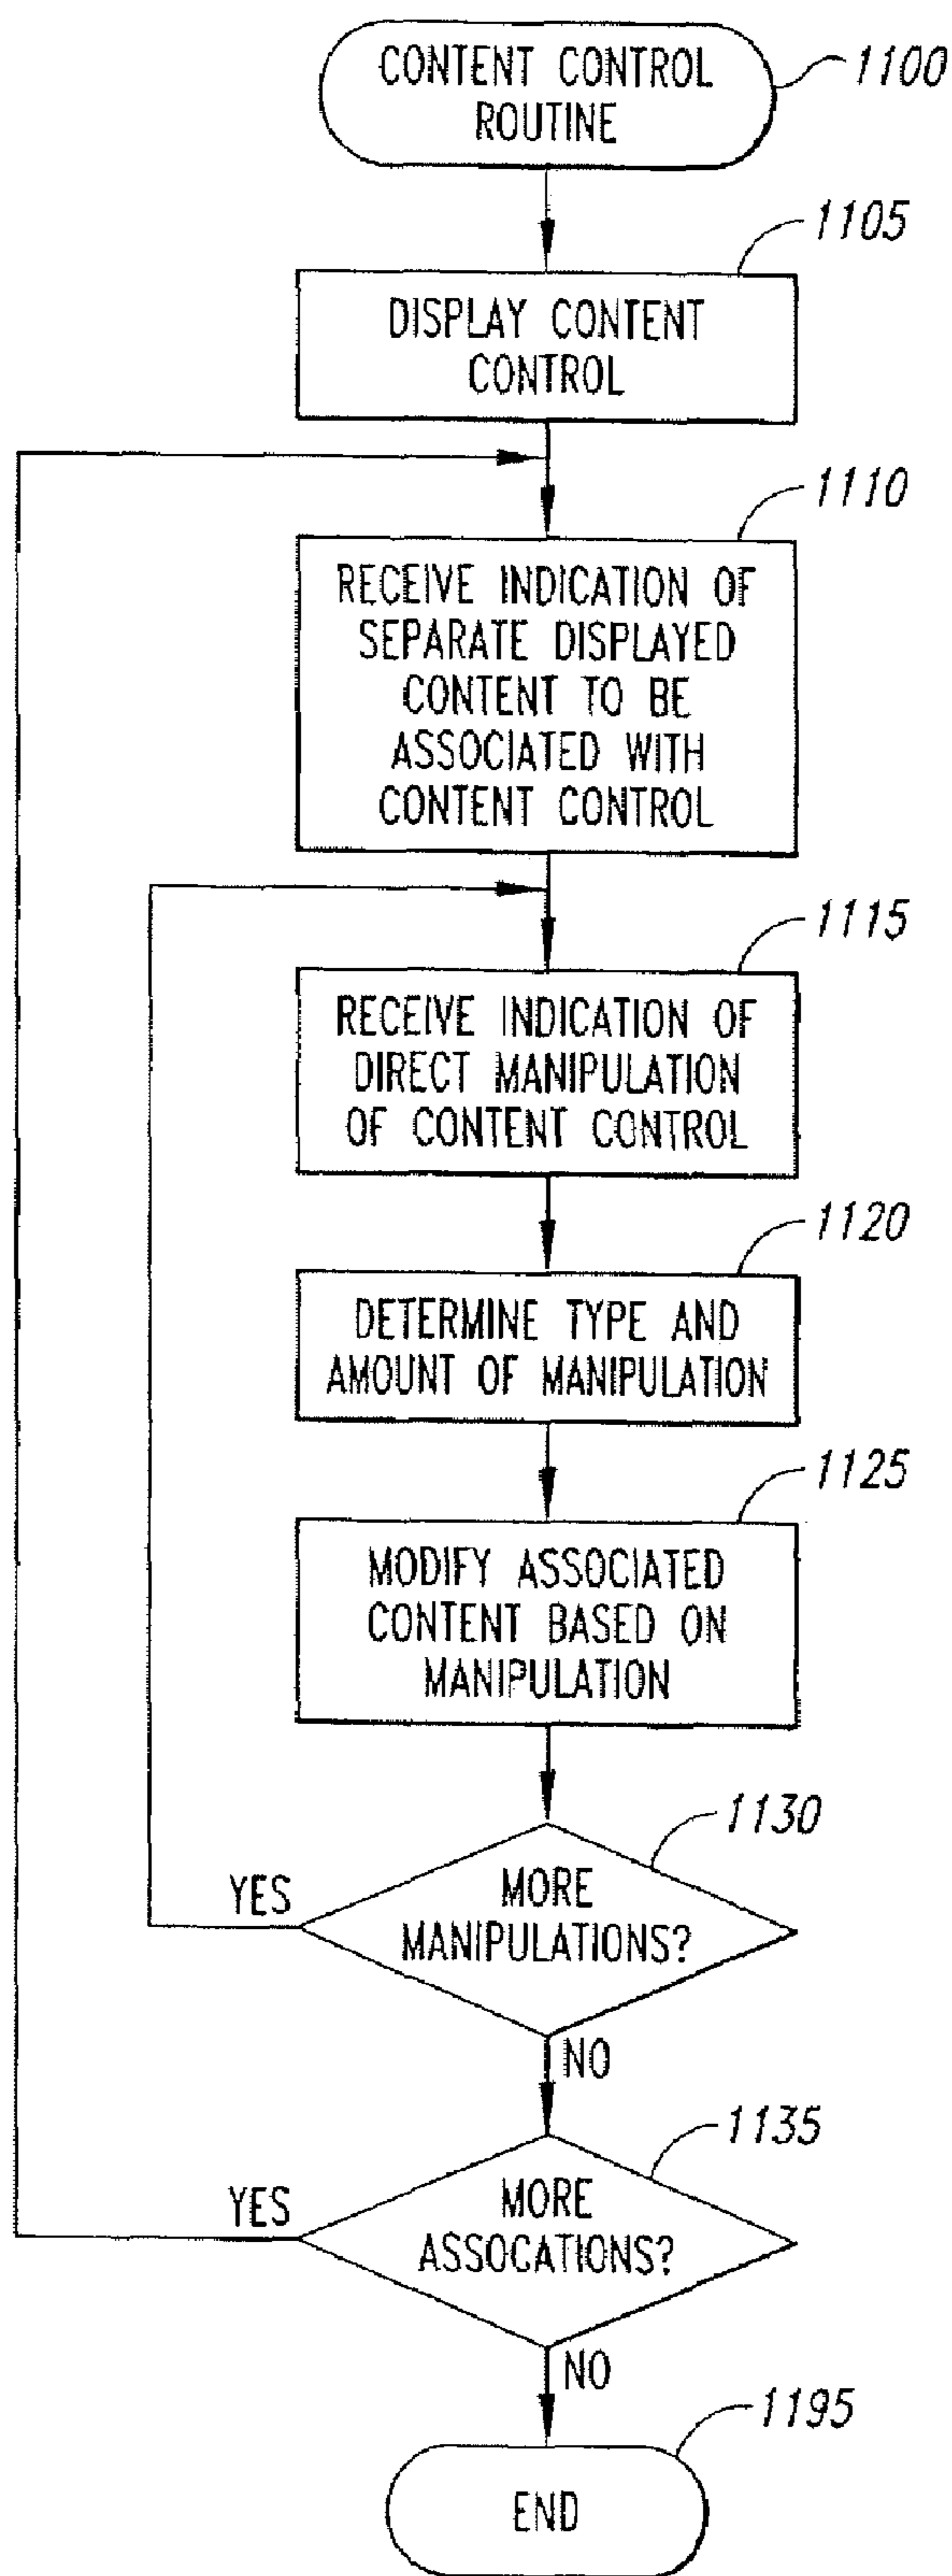 CONTENT CONTROL
ROUTINE
1100
1105
DISPLAY CONTENT
CONTROL
1110
RECEIVE INDICATION OF
SEPARATE DISPLAYED
CONTENT TO BE
ASSOCIATED WITH
CONTENT CONTROL
1115
RECEIVE INDICATION OF
DIRECT MANIPULATION
OF CONTENT CONTROL
1120
DETERMINE TYPE AND
AMOUNT OF MANIPULATION
1125
MODIFY ASSOCIATED
CONTENT BASED ON
MANIPULATION
1130
YES
MORE
MANIPULATIONS?
NO
1135
YES
MORE
ASSOCATIONS?
NO
1195
END